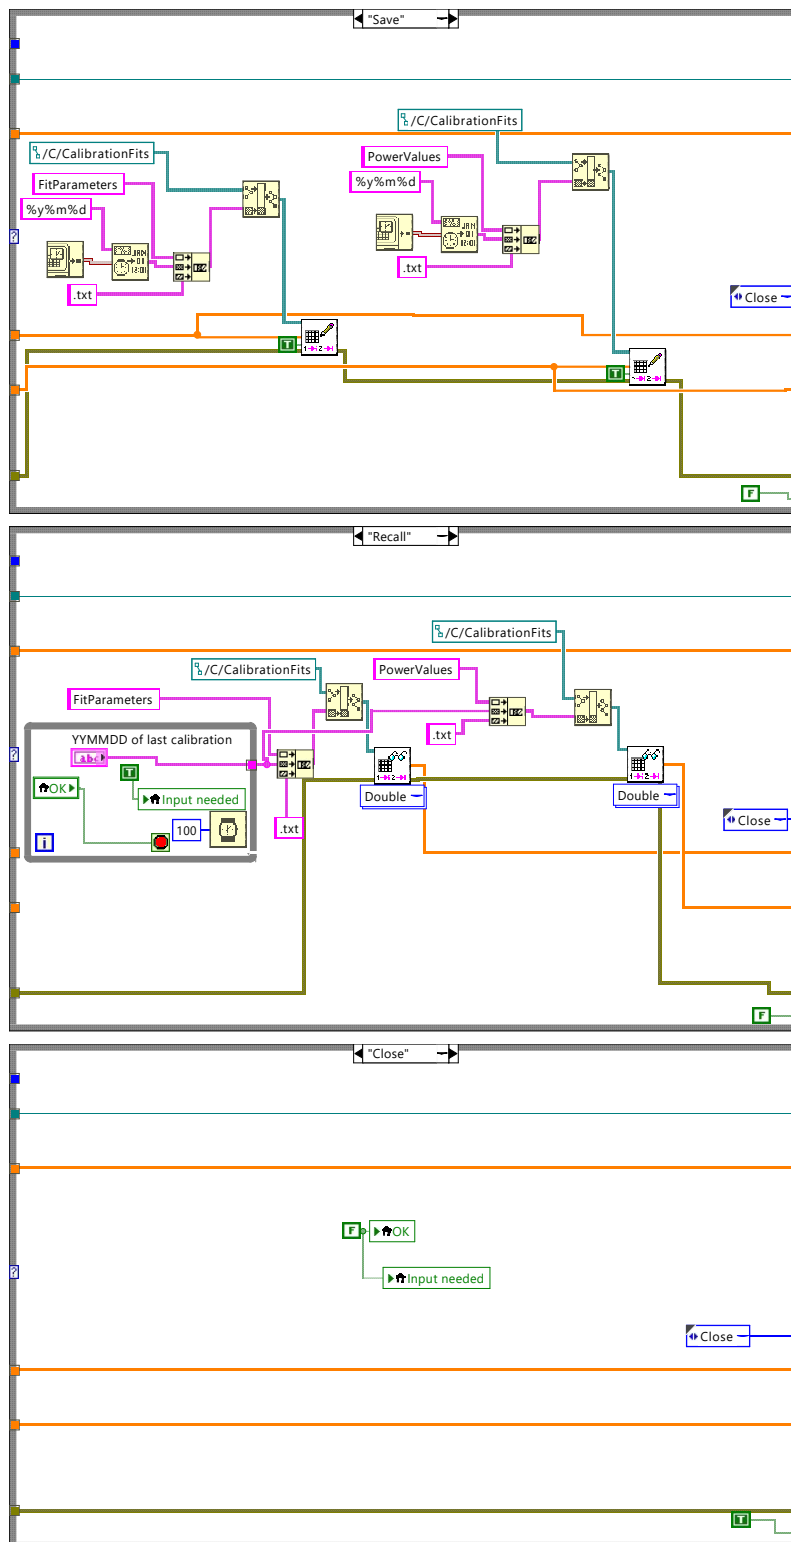 "Save"
/C/CalibrationFits
PowerValues
/C/CalibrationFits
FitParameters
%y%m%d
%y%m%d
.txt
.txt
Close
T
T
F
"Recall"
/C/CalibrationFits
/C/CalibrationFits
PowerValues
FitParameters
YYMMDD of last calibration
abc
.txt
T
OK
Input needed
Double
Double
100
.txt
Close
i
F
"Close"
F
OK
Input needed
Close
T